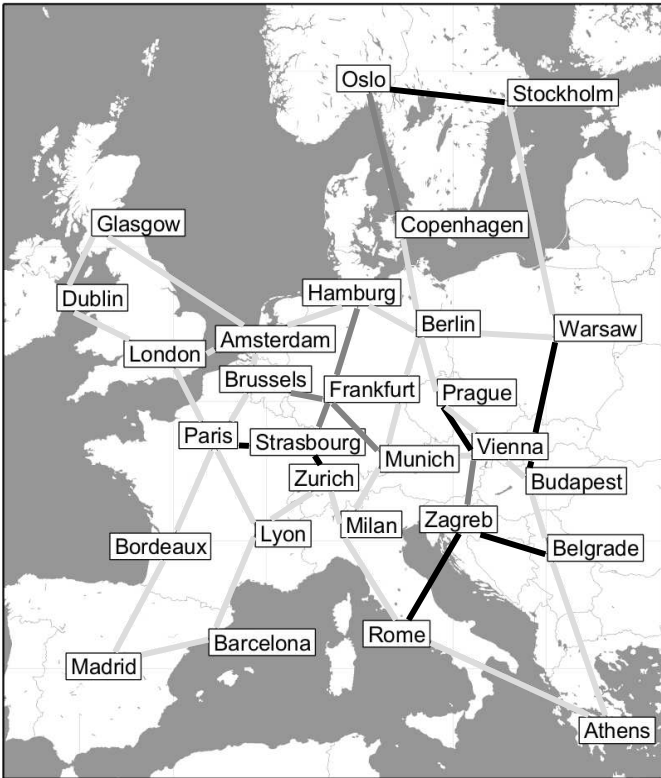 Oslo
Stockholm
Glasgow
Copenhagen
Hamburg
Dublin
Berlin
Warsaw
Amsterdam
London
Brussels
Frankfurt
Prague
Paris
Strasbourg
Vienna
Munich
Zurich
Budapest
Zagreb
Milan
Lyon
Bordeaux
Belgrade
Rome
Barcelona
Madrid
Athens